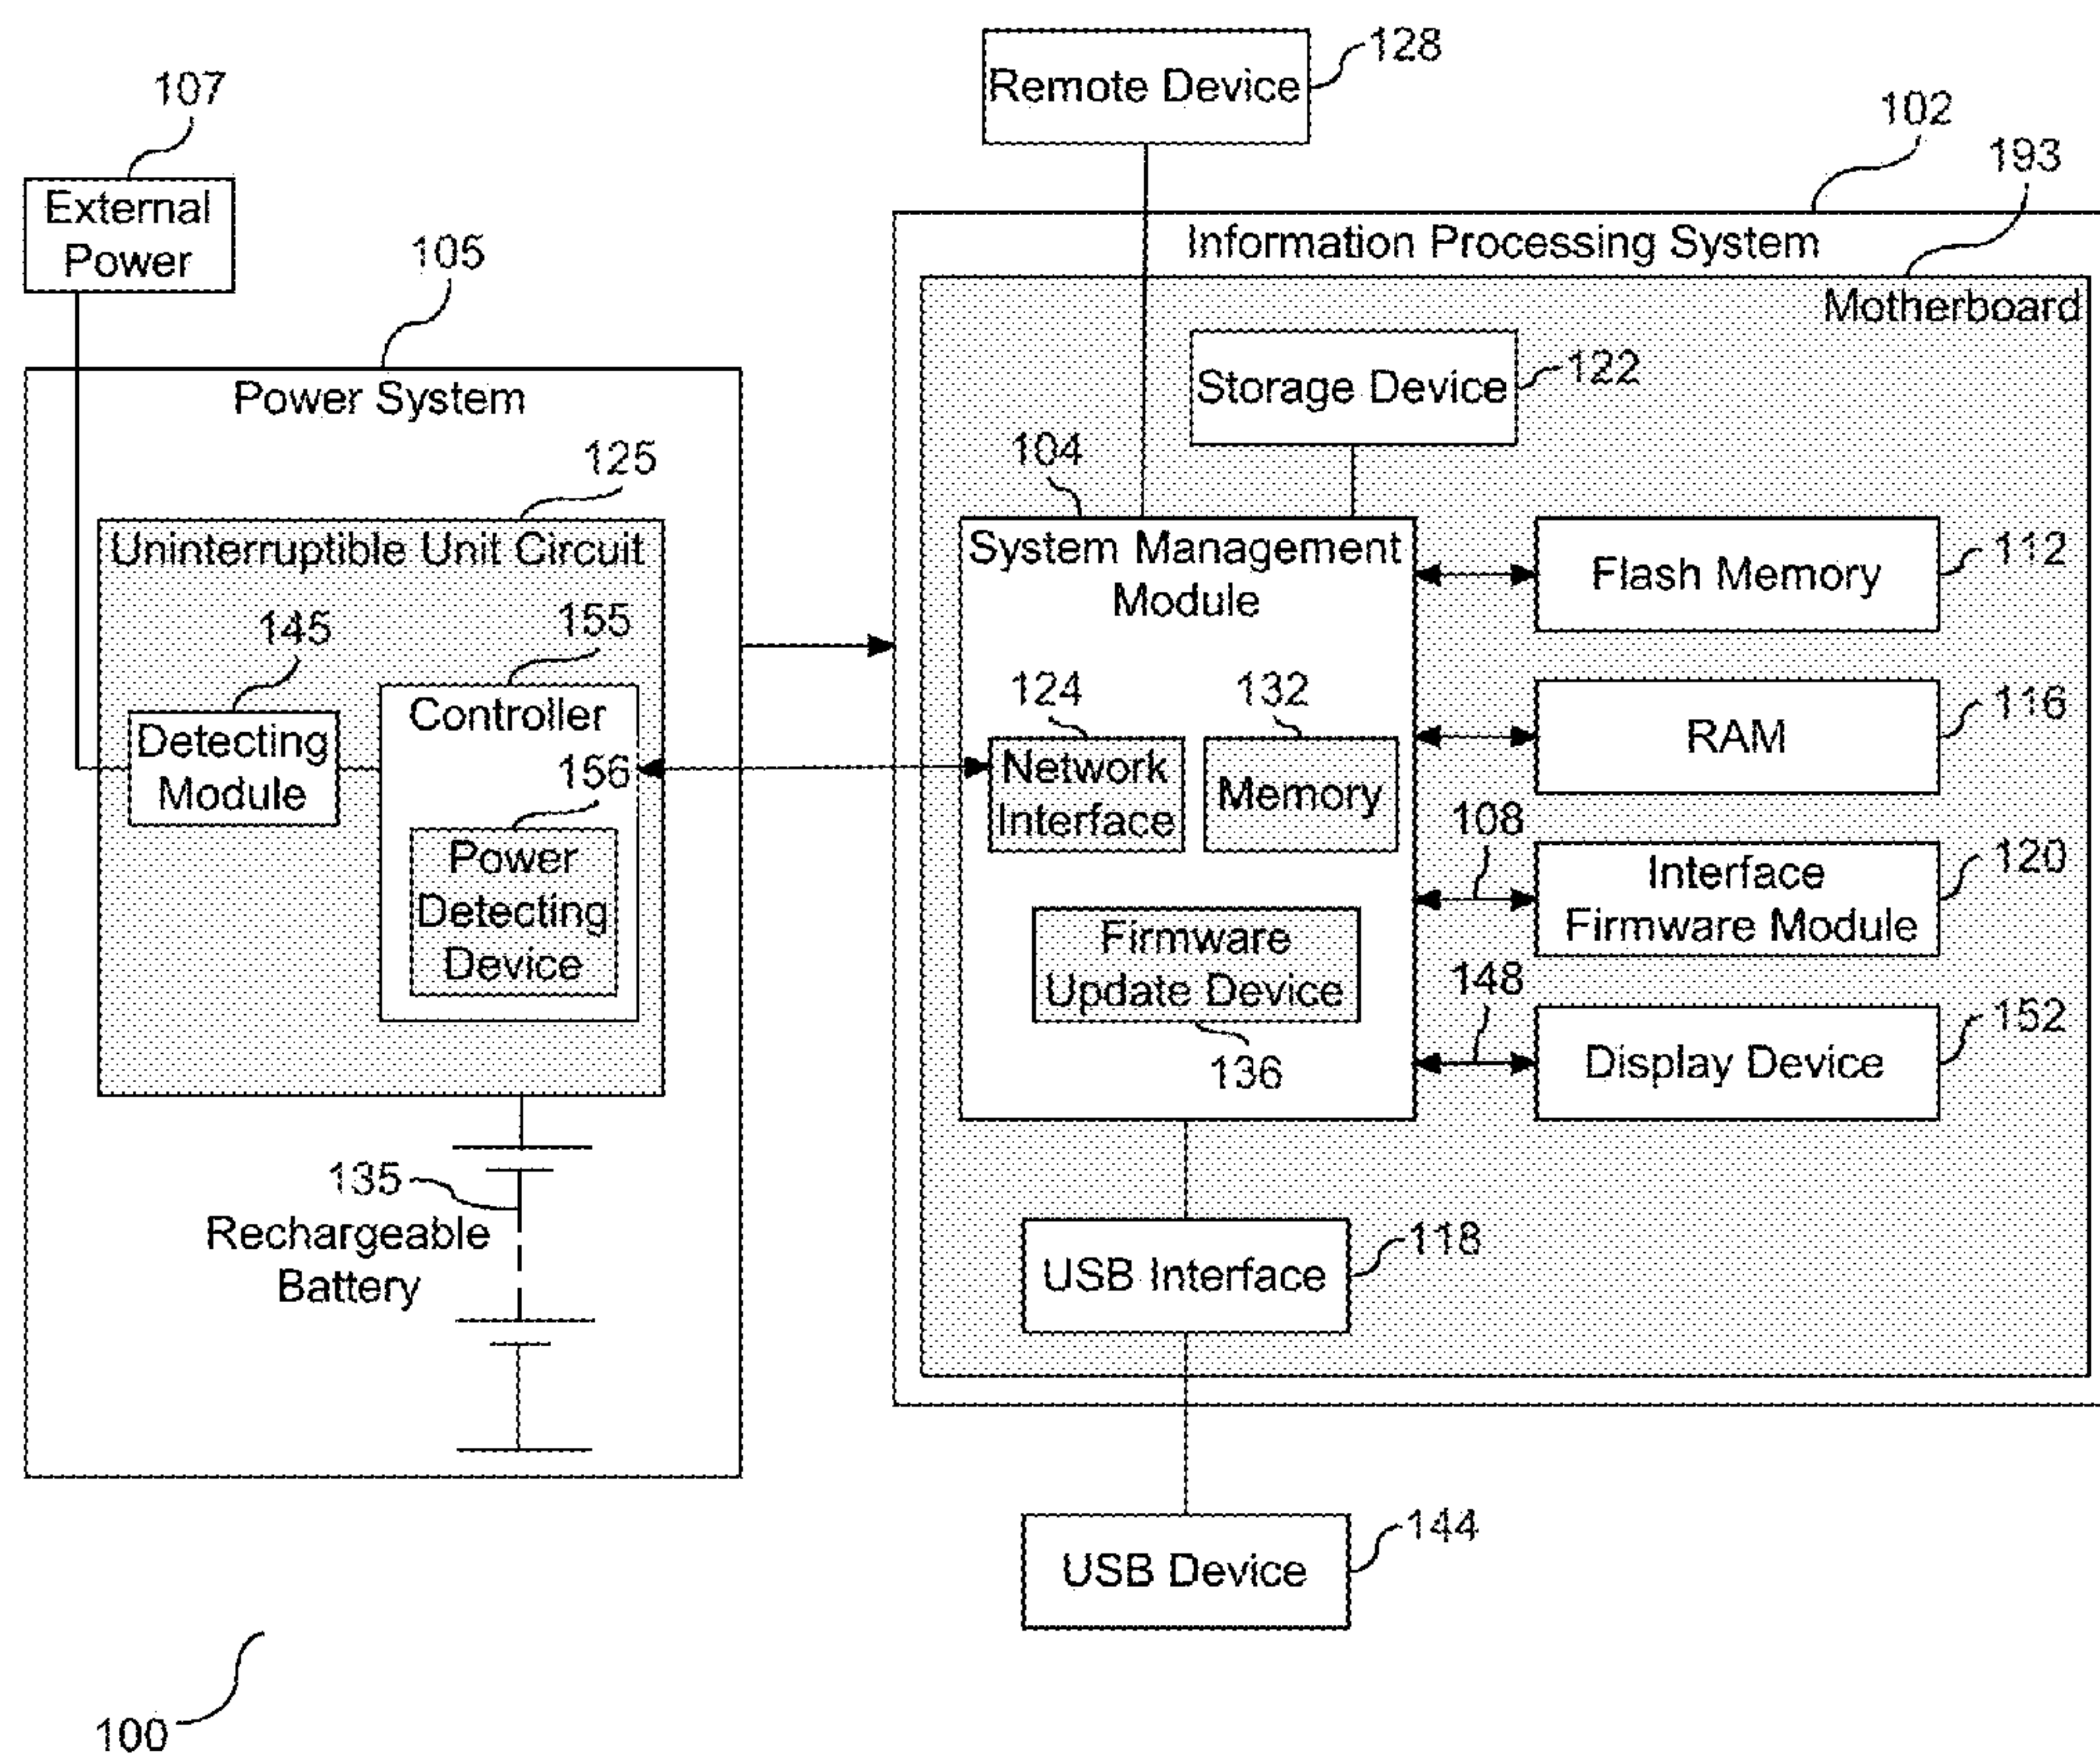 128
Remote Device
107
External
Power
102
193
Information Processing System
Motherboard
105
Power System
Storage Device
122
125
104
Uninterruptible Unit Circuit
System Management
Module
Flash Memory
112
145
155
Detecting
Module
Controller
156
Power
Detecting
Device
124
132
Network
Interface
Memory
RAM
116
108
Interface
Firmware Module
120
Firmware
Update Device
136
148
Display Device
152
135
Rechargeable
Battery
USB Interface
118
USB Device
144
100